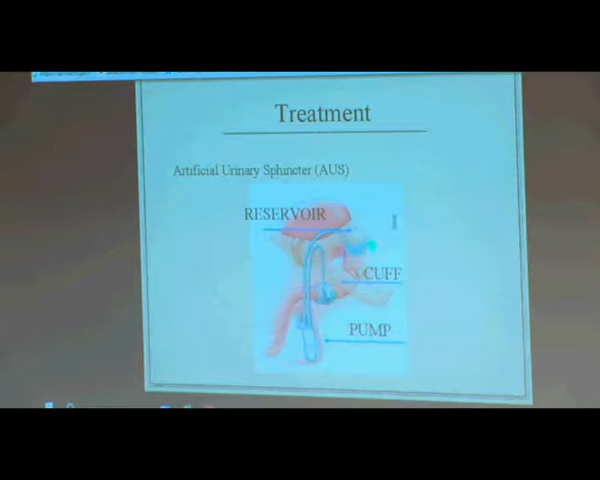 Treatment
Artificial Urinary Sphincter (AUS)
RESERVOIR
CUFF
PUMP